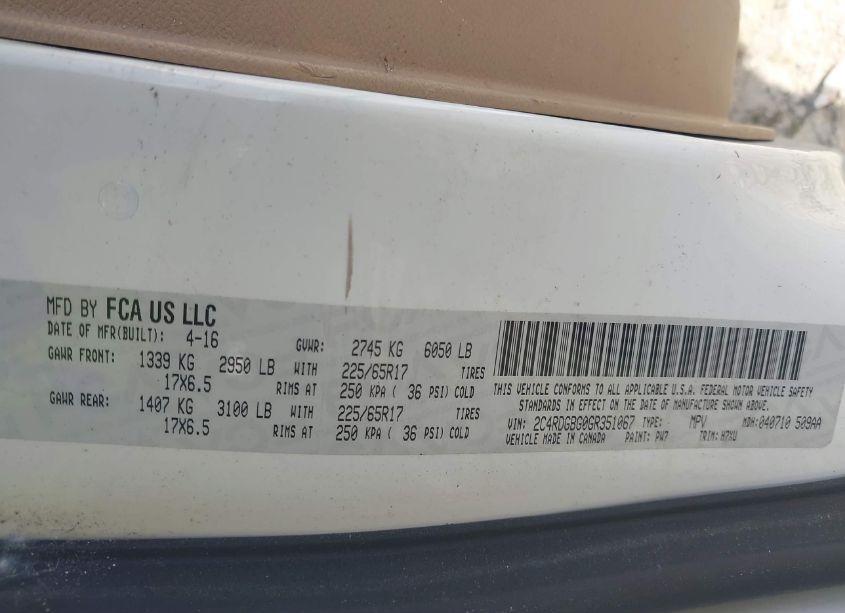 MFD BY FCA US LLC
DATE OF MFR(BUILT): 4-16
GVWR: 2745 KG 6050 LB
GAWR FRONT: 1339 KG 2950 LB WITH 225/65R17 TIRES
17X6.5 RIMS AT 250 KPA ( 36 PSI) COLD
GAWR REAR: 1407 KG 3100 LB WITH 225/65R17 TIRES
17X6.5 RIMS AT 250 KPA ( 36 PSI) COLD
THIS VEHICLE CONFORMS TO ALL APPLICABLE U.S.A. FEDERAL MOTOR VEHICLE SAFETY
STANDARDS IN EFFECT ON THE DATE OF MANUFACTURE SHOWN ABOVE.
VIN: 2C4RDGBG0GR351067 TYPE: MPV MDH:040710 509AA
VEHICLE MADE IN CANADA PAINT: PW7 TRIM: H7XU